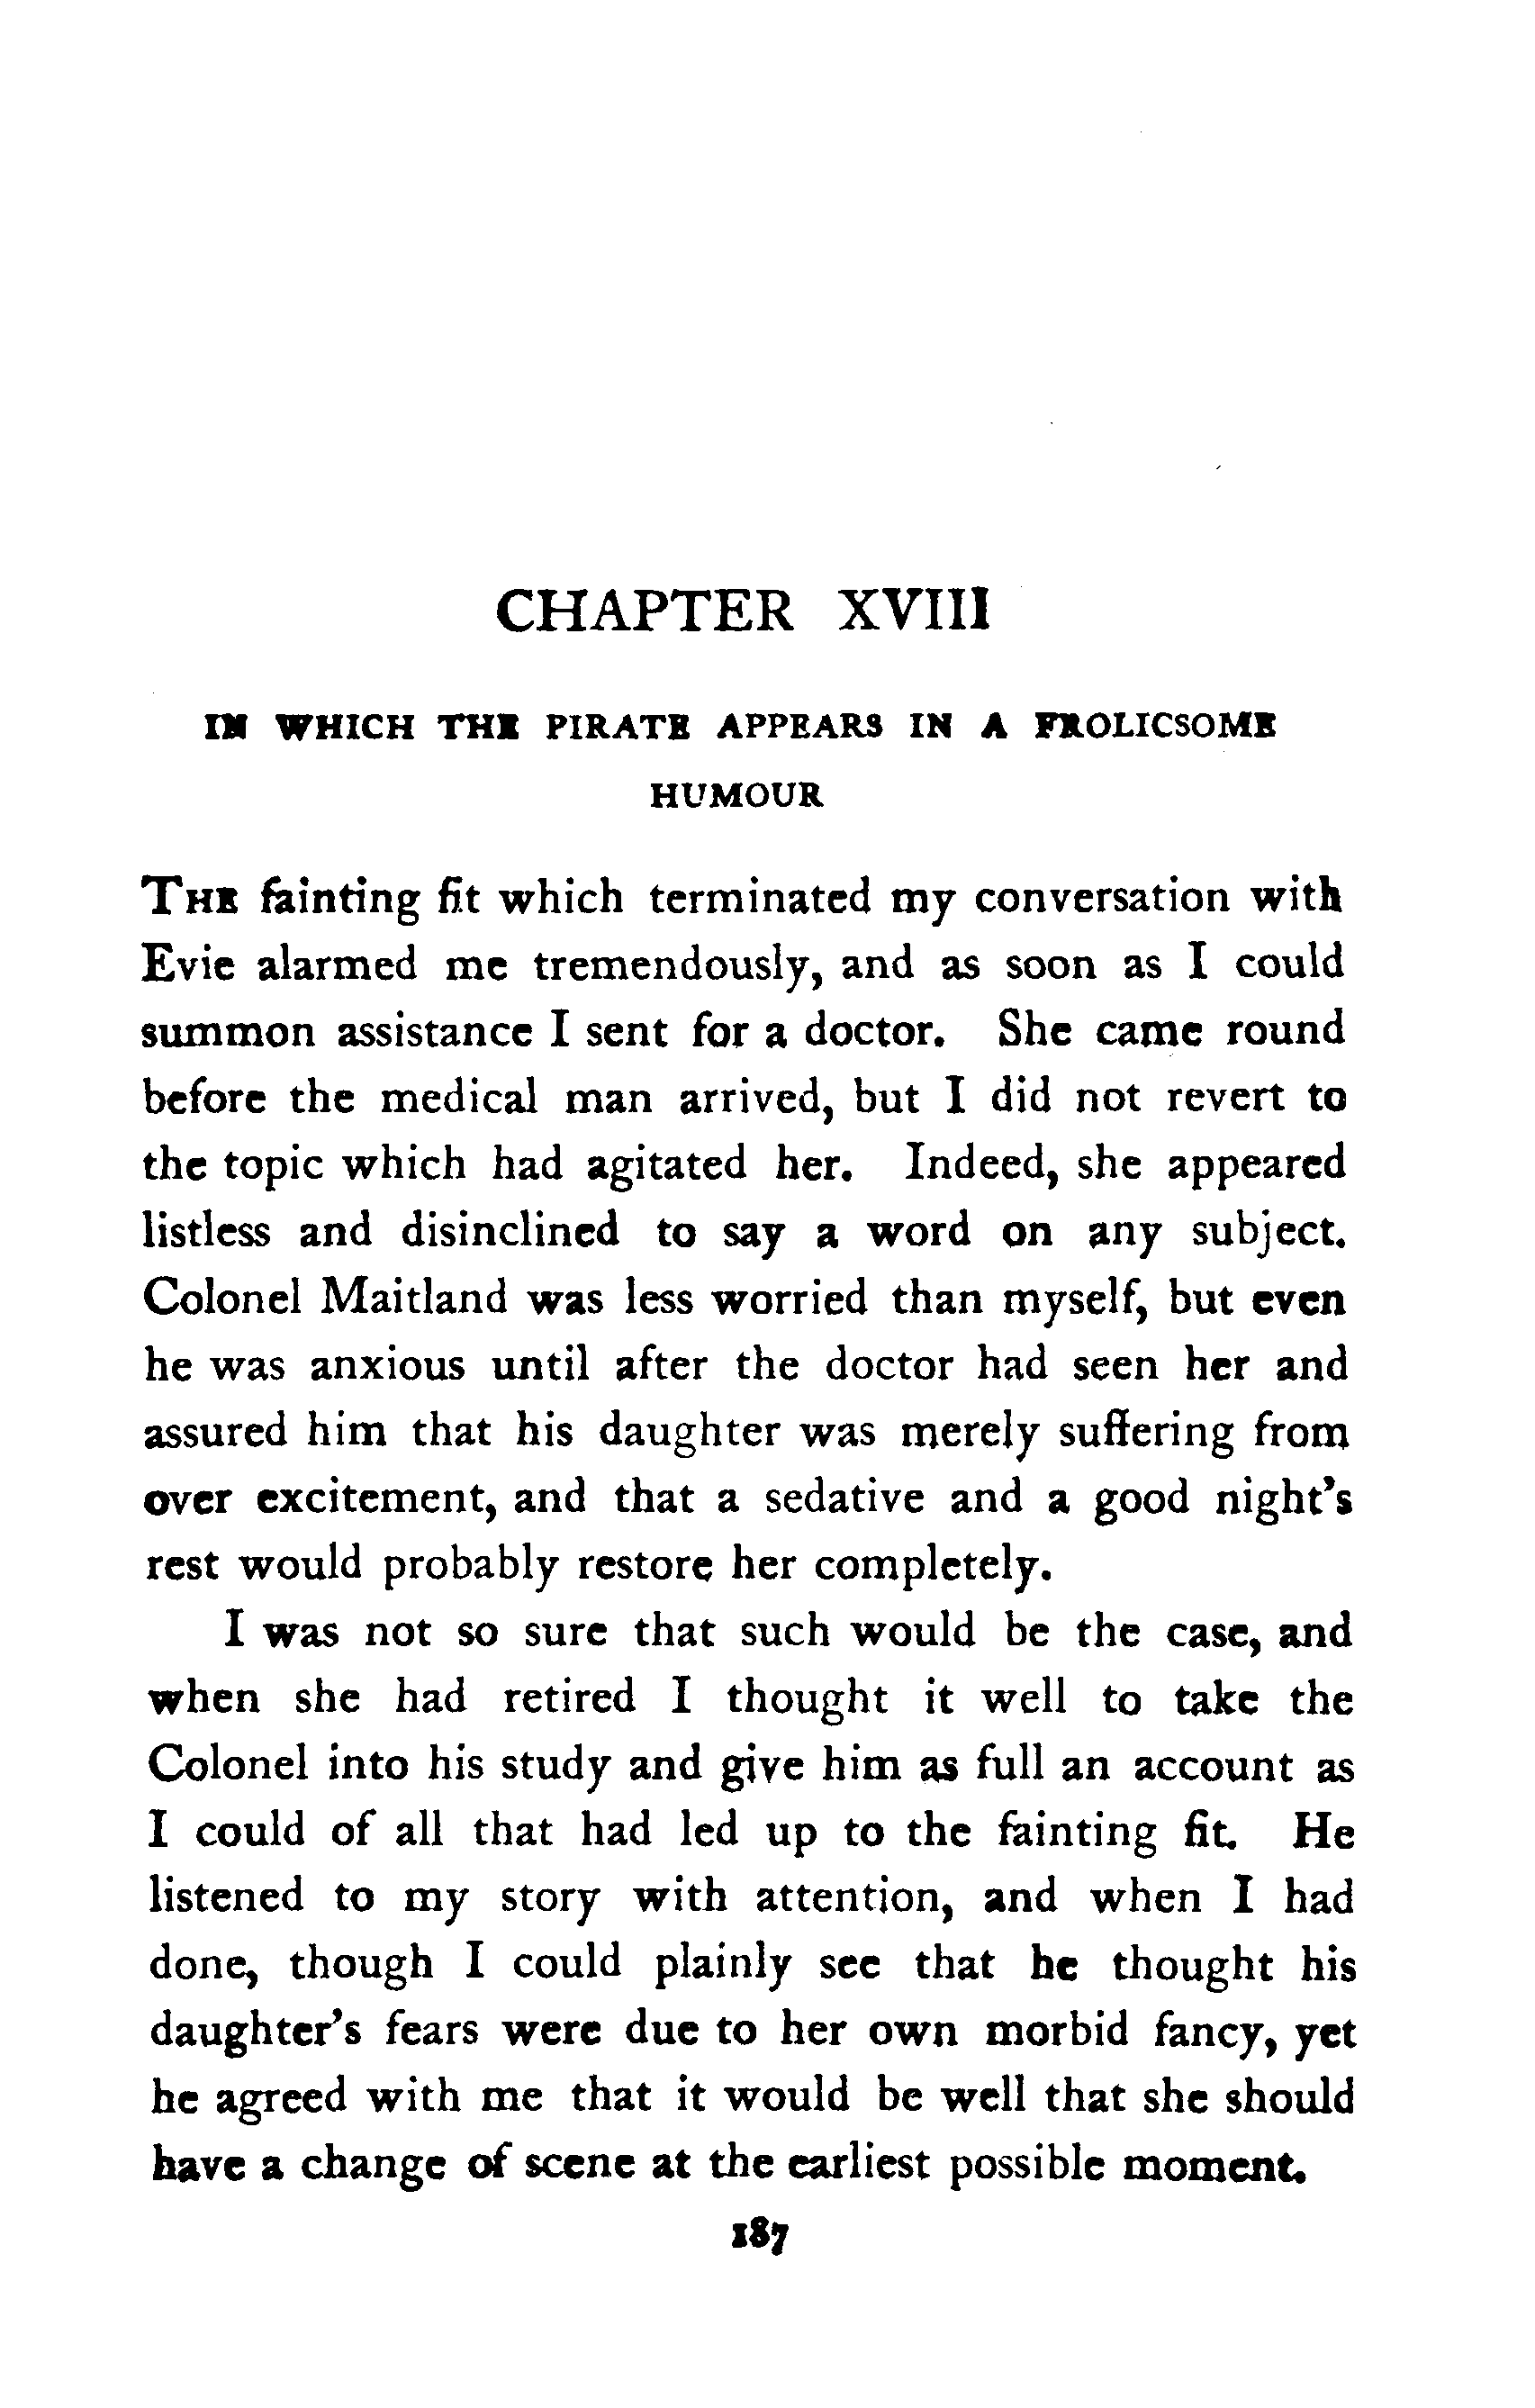 CHAPTER XVIII
IN WHICH THE PIRATE APPEARS IN A FROLICSOME
HUMOUR
THE fainting fit which terminated my conversation with
Evie alarmed me tremendously, and as soon as I could
summon assistance I sent for a doctor. She came round
before the medical man arrived, but I did not revert to
the topic which had agitated her. Indeed, she appeared
listless and disinclined to say a word on any subject.
Colonel Maitland was less worried than myself, but even
he was anxious until after the doctor had seen her and
assured him that his daughter was merely suffering from
over excitement, and that a sedative and a good night's
rest would probably restore her completely.
I was not so sure that such would be the case, and
when she had retired I thought it well to take the
Colonel into his study and give him as full an account as
I could of all that had led up to the fainting fit. He
listened to my story with attention, and when I had
done, though I could plainly see that he thought his
daughter's fears were due to her own morbid fancy, yet
he agreed with me that it would be well that she should
have a change of scene at the earliest possible moment.
187